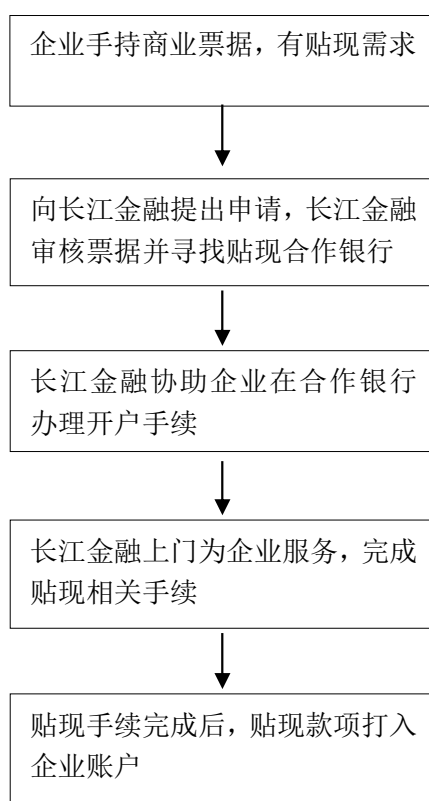 企业手持商业票据，有贴现需求
向长江金融提出申请，长江金融
审核票据并寻找贴现合作银行
长江金融协助企业在合作银行
办理开户手续
长江金融上门为企业服务，完成
贴现相关手续
贴现手续完成后，贴现款项打入
企业账户